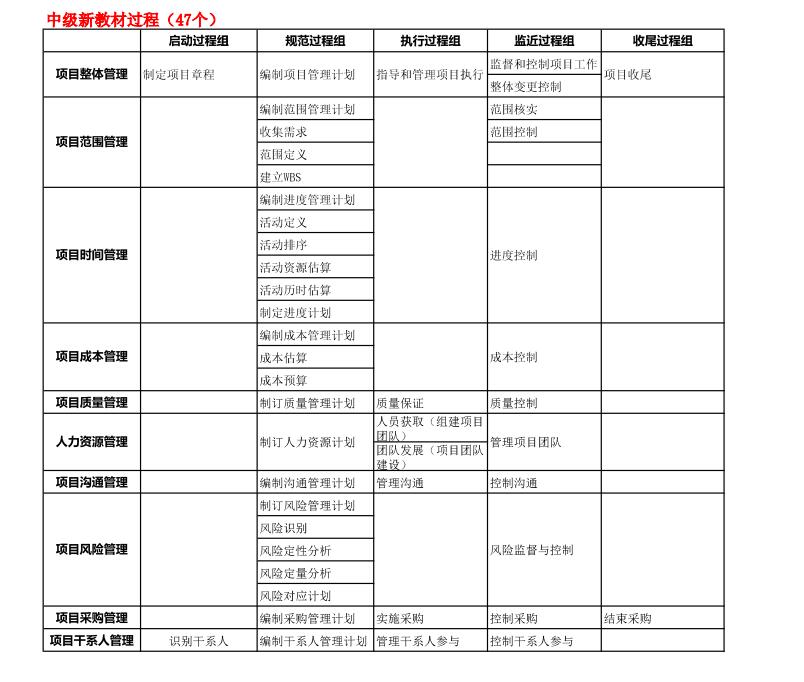 中级新教材过程（47个）
启动过程组 规范过程组 执行过程组 监近过程组 收尾过程组
项目整体管理 制定项目章程 编制项目管理计划 指导和管理项目执行 监督和控制项目工作 项目收尾
整体变更控制
项目范围管理 编制范围管理计划 范围核实
收集需求 范围控制
范围定义
建立WBS
项目时间管理 编制进度管理计划 进度控制
活动定义
活动排序
活动资源估算
活动历时估算
制定进度计划
项目成本管理 编制成本管理计划 成本控制
成本估算
成本预算
项目质量管理 制订质量管理计划 质量保证 质量控制
人力资源管理 制订人力资源计划 人员获取（组建项目 管理项目团队
团队）
团队发展（项目团队
建设）
项目沟通管理 编制沟通管理计划 管理沟通 控制沟通
项目风险管理 制订风险管理计划 风险监督与控制
风险识别
风险定性分析
风险定量分析
风险对应计划
项目采购管理 编制采购管理计划 实施采购 控制采购 结束采购
项目干系人管理 识别干系人 编制干系人管理计划 管理干系人参与 控制干系人参与